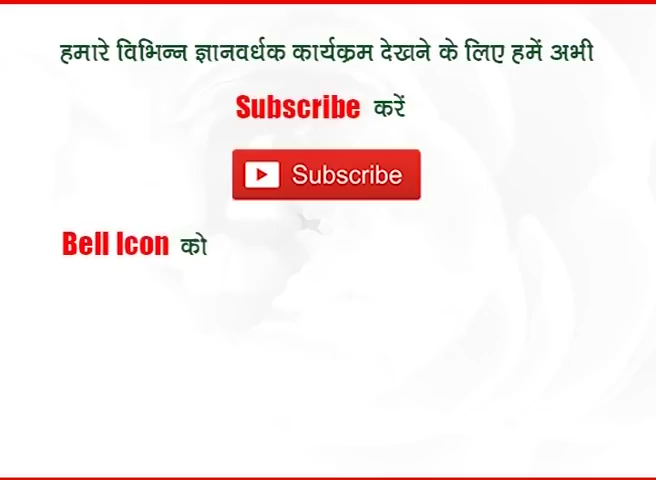 हमारे विभिन्न ज्ञानवर्धक कार्यक्रम देखने के लिए हमें अभी
Subscribe करें
Subscribe
Bell Icon को